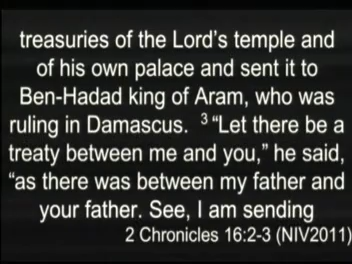 treasuries of the Lord's temple and
of his own palace and sent it to
Ben-Hadad king of Aram, who was
ruling in Damascus. ³ “Let there be a
treaty between me and you,” he said,
“as there was between my father and
your father. See, I am sending
2 Chronicles 16:2-3 (NIV2011)